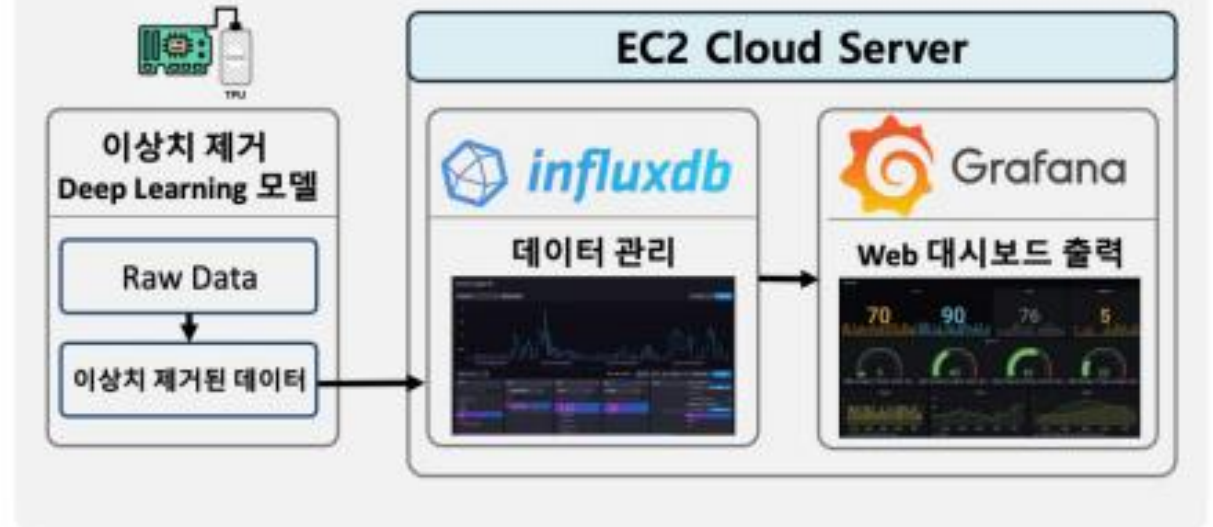 TPU
EC2 Cloud Server
이상치 제거
Deep Learning 모델
Raw Data
이상치 제거된 데이터
influxdb
데이터 관리
Grafana
Web 대시보드 출력
70
90
76
5